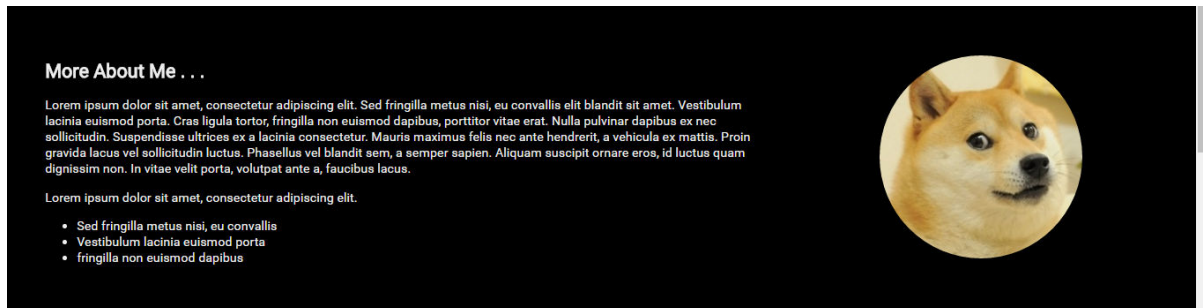 More About Me . . .
Lorem ipsum dolor sit amet, consectetur adipiscing elit. Sed fringilla metus nisi, eu convallis elit blandit sit amet. Vestibulum
lacinia euismod porta. Cras ligula tortor, fringilla non euismod dapibus, porttitor vitae erat. Nulla pulvinar dapibus ex nec
sollicitudin. Suspendisse ultrices ex a lacinia consectetur. Mauris maximus felis nec ante hendrerit, a vehicula ex mattis. Proin
gravida lacus vel sollicitudin luctus. Phasellus vel blandit sem, a semper sapien. Aliquam suscipit ornare eros, id luctus quam
dignissim non. In vitae velit porta, volutpat ante a, faucibus lacus.
Lorem ipsum dolor sit amet, consectetur adipiscing elit.
• Sed fringilla metus nisi, eu convallis
• Vestibulum lacinia euismod porta
• fringilla non euismod dapibus